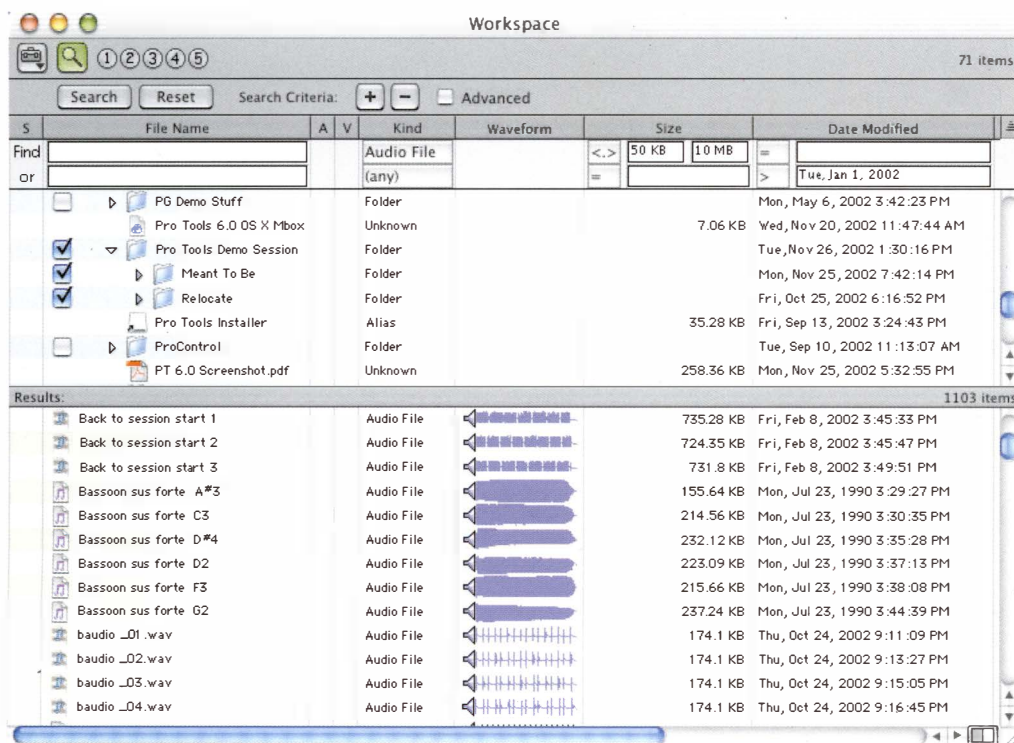 Workspace
1 2 3 4 5 71 items
Search Reset Search Criteria: + - Advanced
S File Name A V Kind Waveform Size Date Modified
Find Audio File <.> 50 KB 10 MB =
or (any) = > Tue, Jan 1, 2002
PG Demo Stuff Folder Mon, May 6, 2002 3:42:23 PM
Pro Tools 6.0 OS X Mbox Unknown 7.06 KB Wed, Nov 20, 2002 11:47:44 AM
Pro Tools Demo Session Folder Tue, Nov 26, 2002 1:30:16 PM
Meant To Be Folder Mon, Nov 25, 2002 7:42:14 PM
Relocate Folder Fri, Oct 25, 2002 6:16:52 PM
Pro Tools Installer Alias 35.28 KB Fri, Sep 13, 2002 3:24:43 PM
ProControl Folder Tue, Sep 10, 2002 11:13:07 AM
PT 6.0 Screenshot.pdf Unknown 258.36 KB Mon, Nov 25, 2002 5:32:55 PM
Results: 1103 items
Back to session start 1 Audio File 735.28 KB Fri, Feb 8, 2002 3:45:33 PM
Back to session start 2 Audio File 724.35 KB Fri, Feb 8, 2002 3:45:47 PM
Back to session start 3 Audio File 731.8 KB Fri, Feb 8, 2002 3:49:51 PM
Bassoon sus forte A#3 Audio File 155.64 KB Mon, Jul 23, 1990 3:29:27 PM
Bassoon sus forte C3 Audio File 214.56 KB Mon, Jul 23, 1990 3:30:35 PM
Bassoon sus forte D#4 Audio File 232.12 KB Mon, Jul 23, 1990 3:35:28 PM
Bassoon sus forte D2 Audio File 223.09 KB Mon, Jul 23, 1990 3:37:13 PM
Bassoon sus forte F3 Audio File 215.66 KB Mon, Jul 23, 1990 3:38:08 PM
Bassoon sus forte G2 Audio File 237.24 KB Mon, Jul 23, 1990 3:44:39 PM
baudio _01.wav Audio File 174.1 KB Thu, Oct 24, 2002 9:11:09 PM
baudio _02.wav Audio File 174.1 KB Thu, Oct 24, 2002 9:13:27 PM
baudio _03.wav Audio File 174.1 KB Thu, Oct 24, 2002 9:15:05 PM
baudio _04.wav Audio File 174.1 KB Thu, Oct 24, 2002 9:16:45 PM